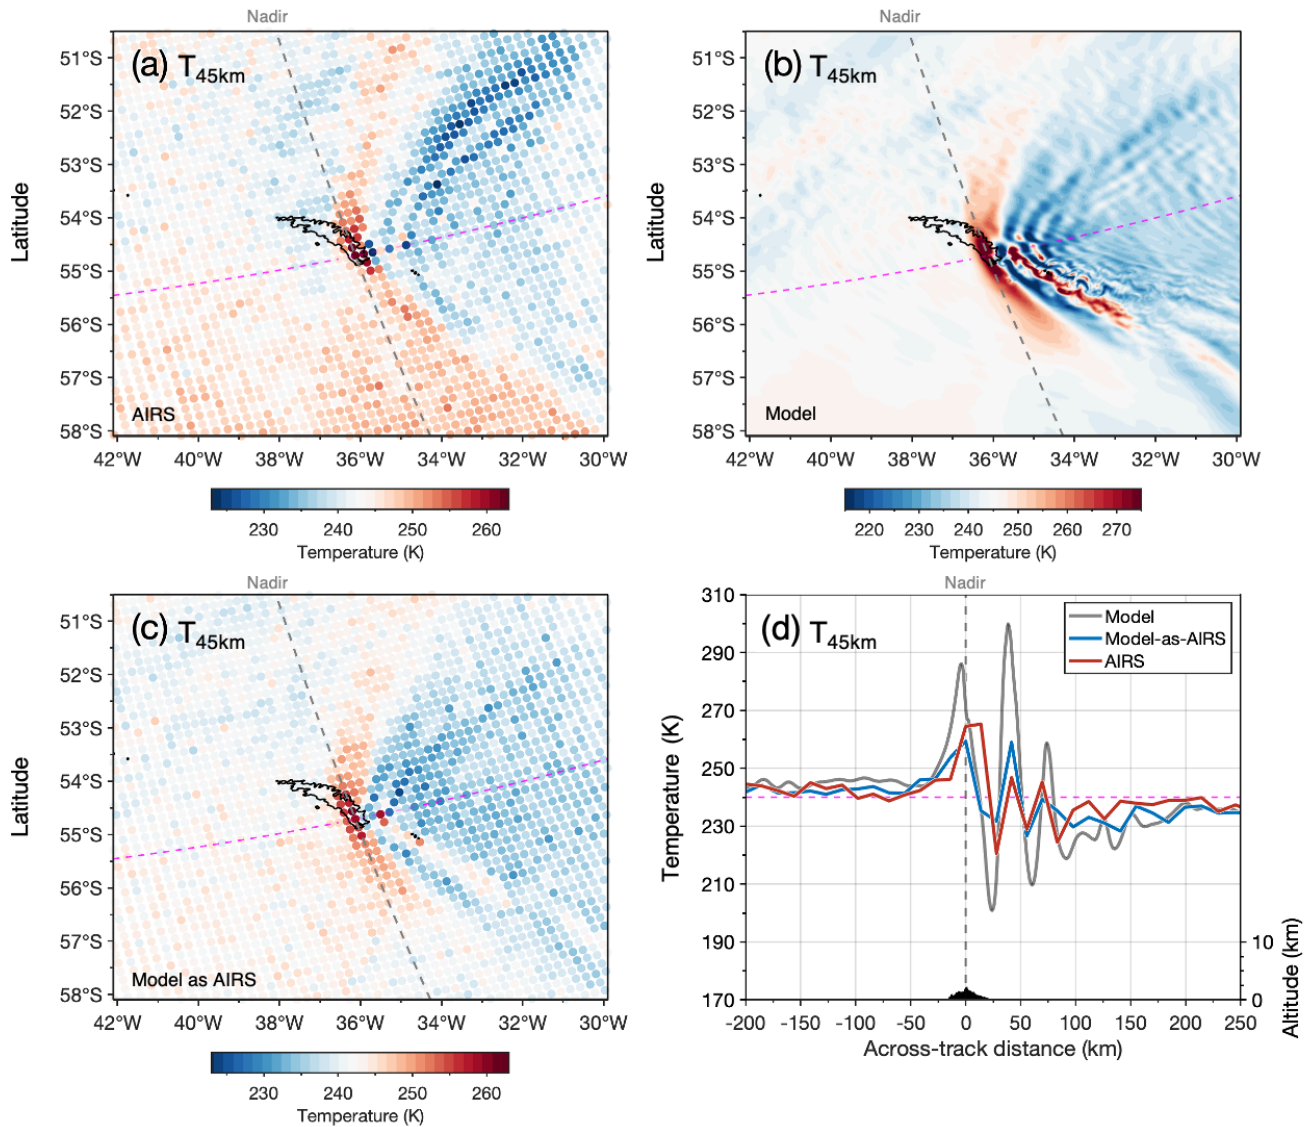 Nadir
(a) T45km
51°S
52°S
53°S
54°S
55°S
56°S
57°S
58°S
Latitude
AIRS
42°W 40°W 38°W 36°W 34°W 32°W 30°W
230 240 250 260
Temperature (K)
Nadir
(b) T45km
51°S
52°S
53°S
54°S
55°S
56°S
57°S
58°S
Latitude
Model
42°W 40°W 38°W 36°W 34°W 32°W 30°W
220 230 240 250 260 270
Temperature (K)
Nadir
(c) T45km
51°S
52°S
53°S
54°S
55°S
56°S
57°S
58°S
Latitude
Model as AIRS
42°W 40°W 38°W 36°W 34°W 32°W 30°W
230 240 250 260
Temperature (K)
Nadir
(d) T45km
Model
Model-as-AIRS
AIRS
310
290
270
250
230
210
190
170
Temperature (K)
10
0
Altitude (km)
-200 -150 -100 -50 0 50 100 150 200 250
Across-track distance (km)